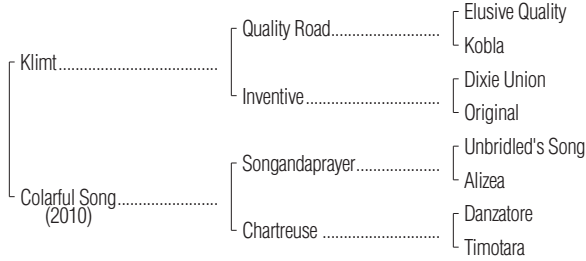 Elusive Quality
Quality Road
Kobla
Klimt
Dixie Union
Inventive
Original
Unbridled's Song
Songandaprayer
Alizea
Colarful Song
(2010)
Danzatore
Chartreuse
Timotara